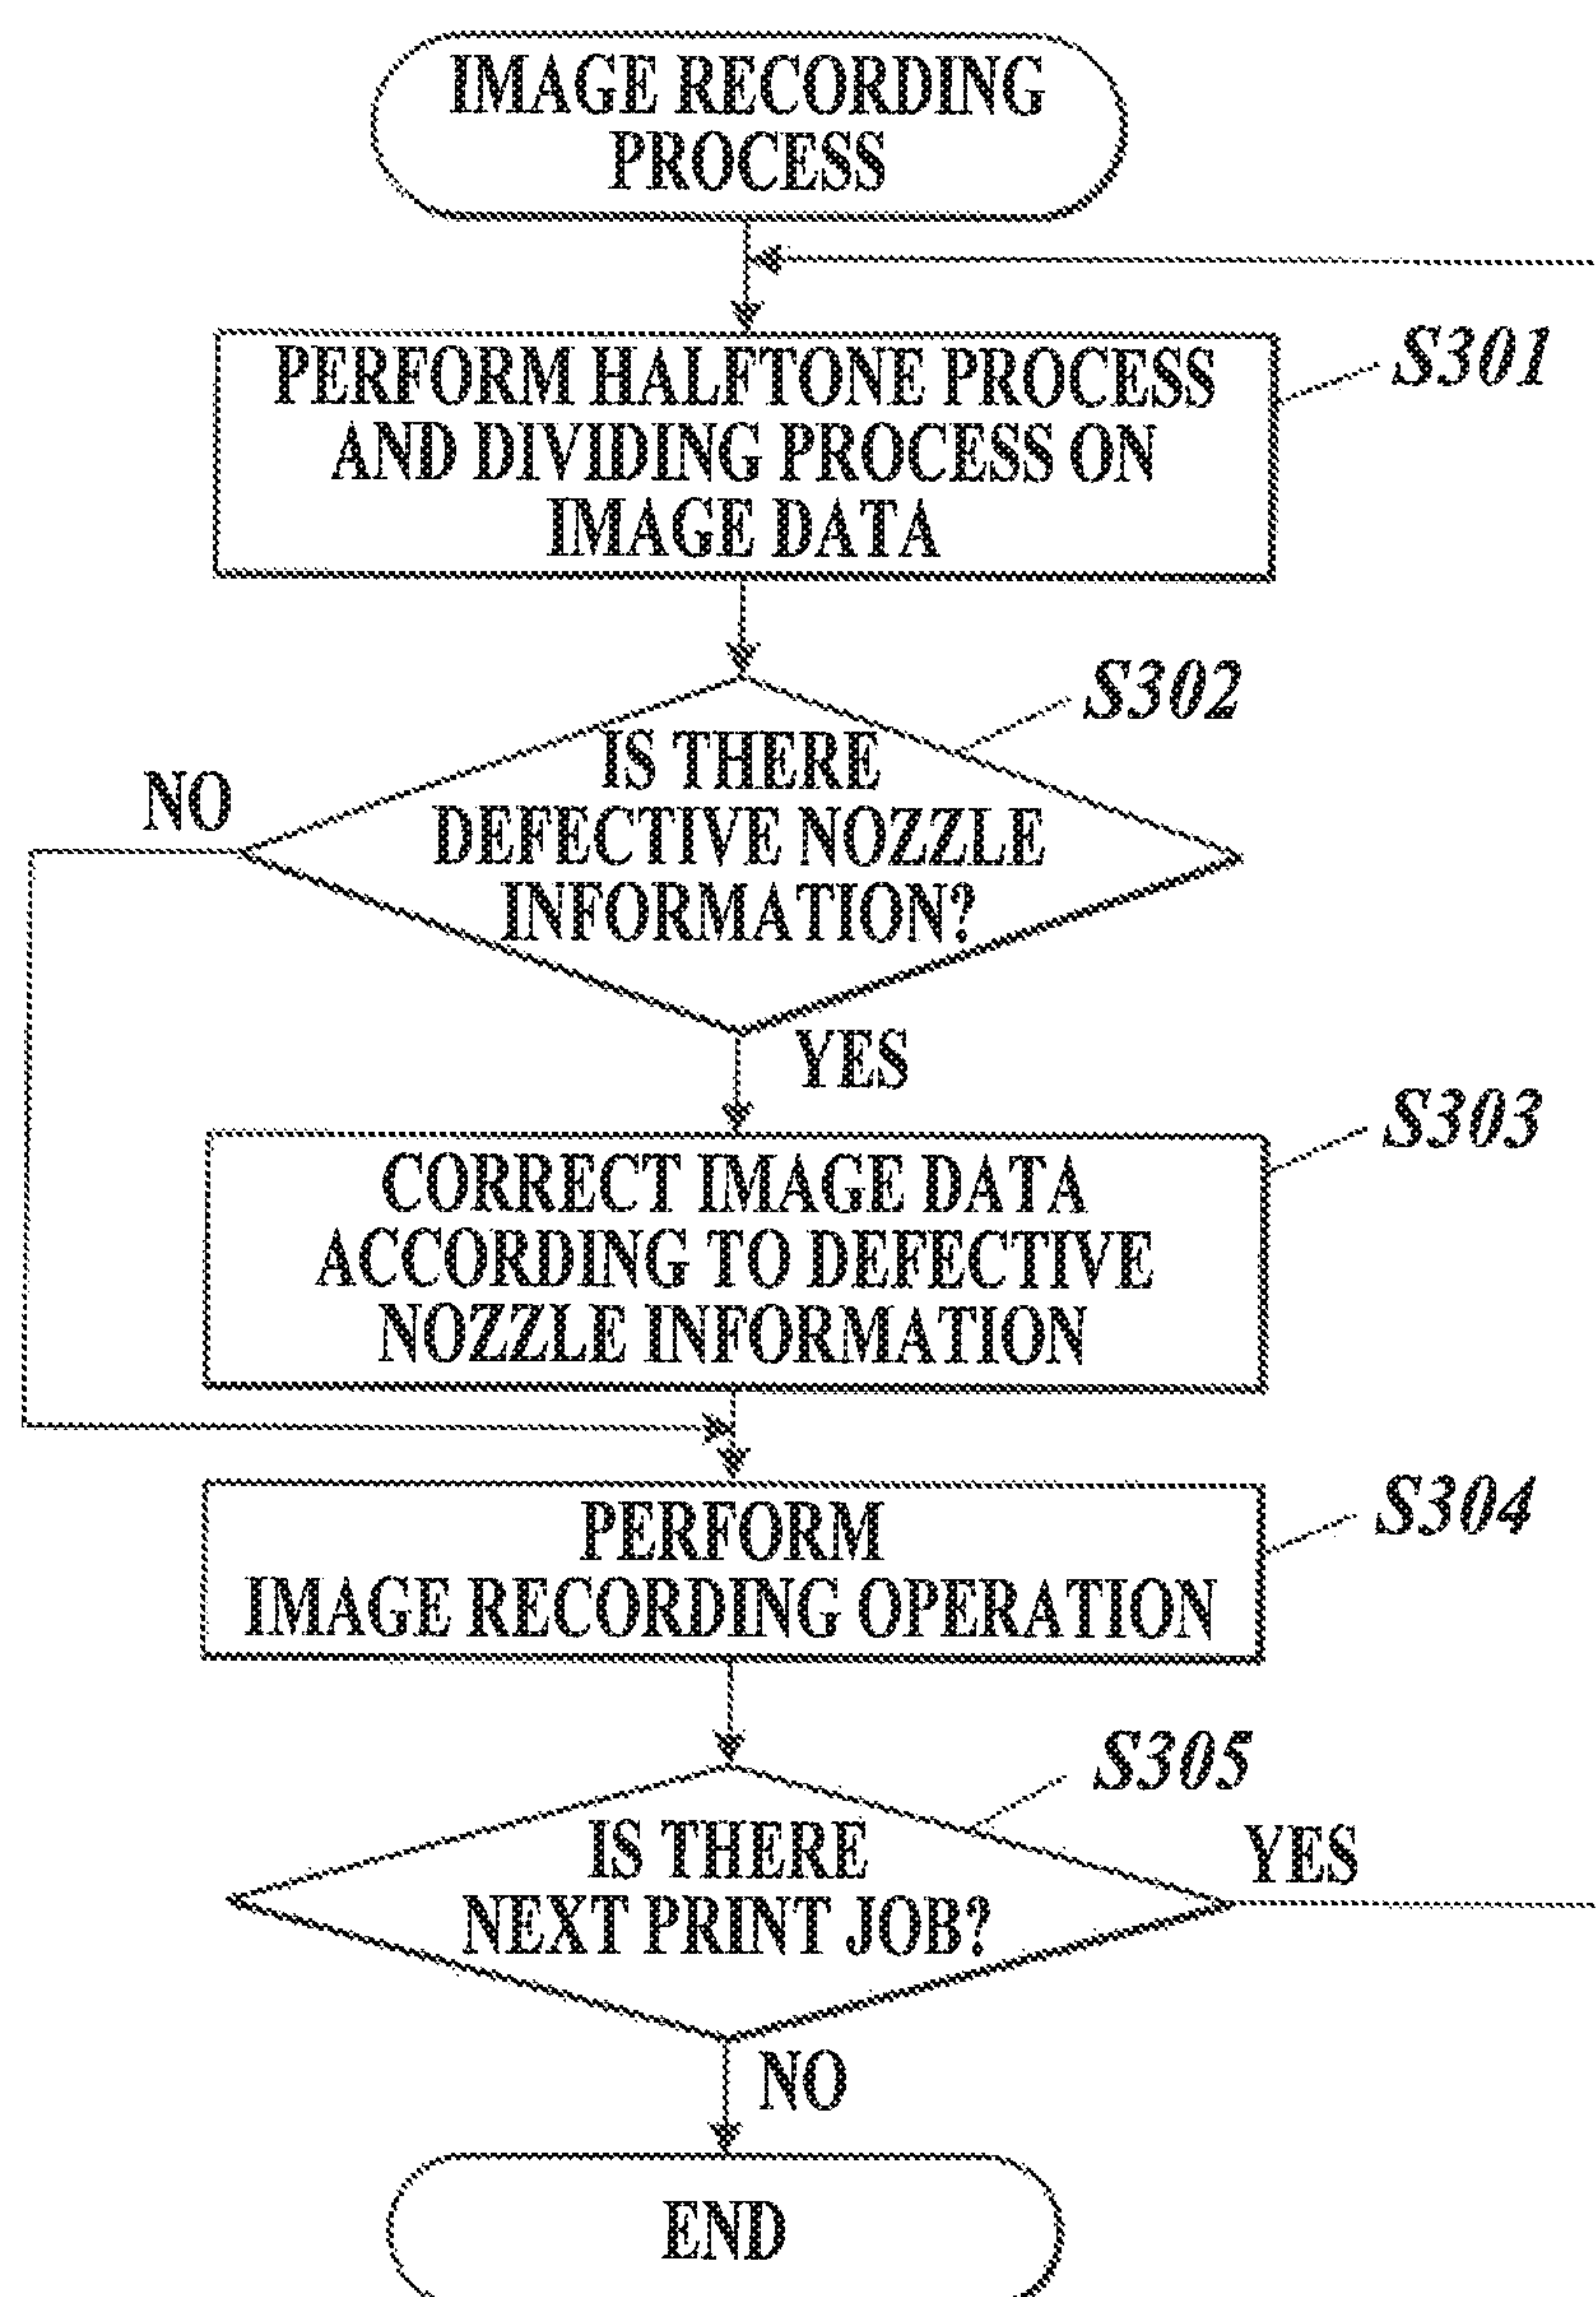 IMAGE RECORDING
PROCESS
PERFORM HALFTONE PROCESS
AND DIVIDING PROCESS ON
IMAGE DATA
S301
IS THERE
DEFECTIVE NOZZLE
INFORMATION?
S302
NO
YES
CORRECT IMAGE DATA
ACCORDING TO DEFECTIVE
NOZZLE INFORMATION
S303
PERFORM
IMAGE RECORDING OPERATION
S304
IS THERE
NEXT PRINT JOB?
S305
YES
NO
END